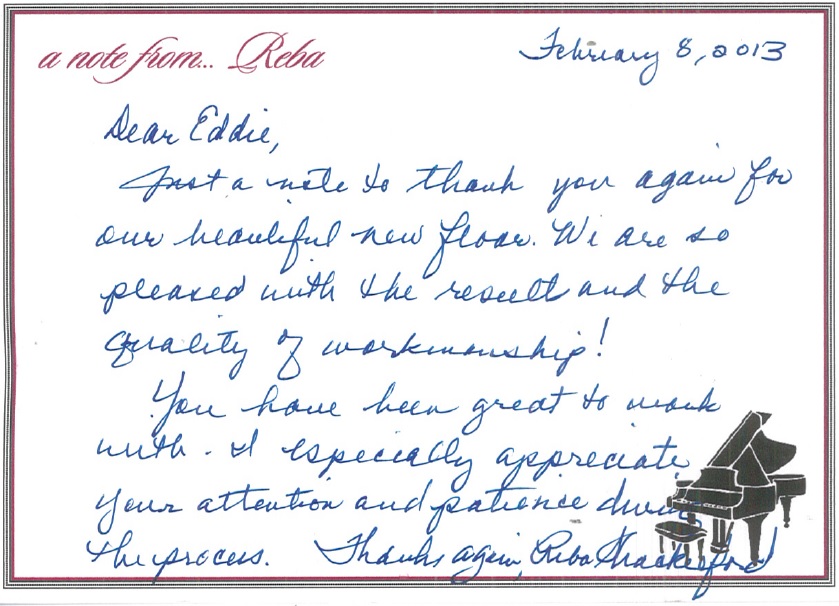 a note from... Reba
February 8, 2013
Dear Eddie,
Just a note to thank you again for
our beautiful new floor. We are so
pleased with the result and the
quality of workmanship!
You have been great to work
with. I especially appreciate
your attention and patience during
the process. Thanks again, Reba Shackelford